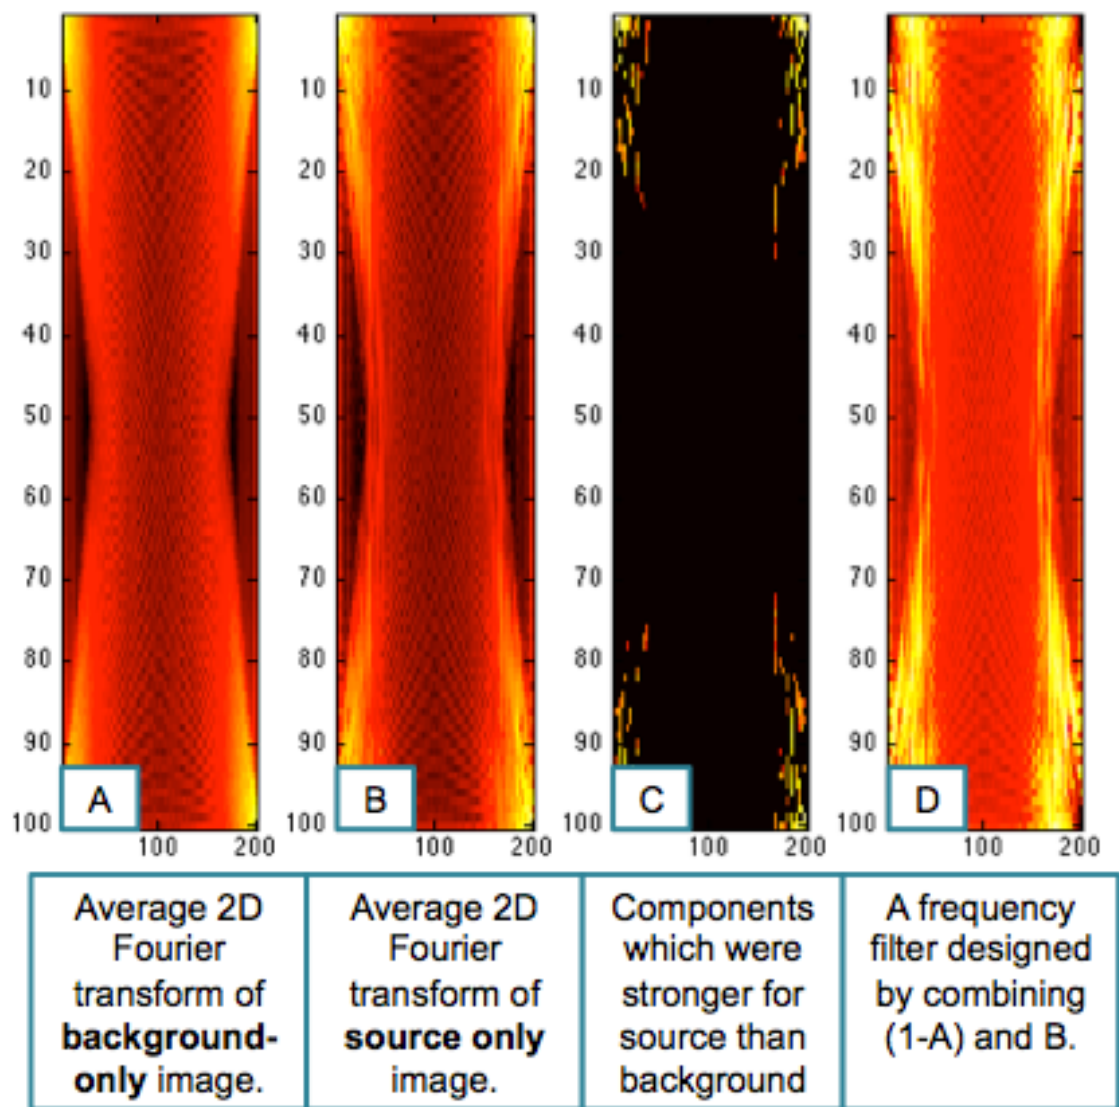 10
20
30
40
50
60
70
80
90
100
100 200
A
10
20
30
40
50
60
70
80
90
100
100 200
B
10
20
30
40
50
60
70
80
90
100
100 200
C
10
20
30
40
50
60
70
80
90
100
100 200
D
Average 2D
Fourier
transform of
background-
only image.
Average 2D
Fourier
transform of
source only
image.
Components
which were
stronger for
source than
background
A frequency
filter designed
by combining
(1-A) and B.